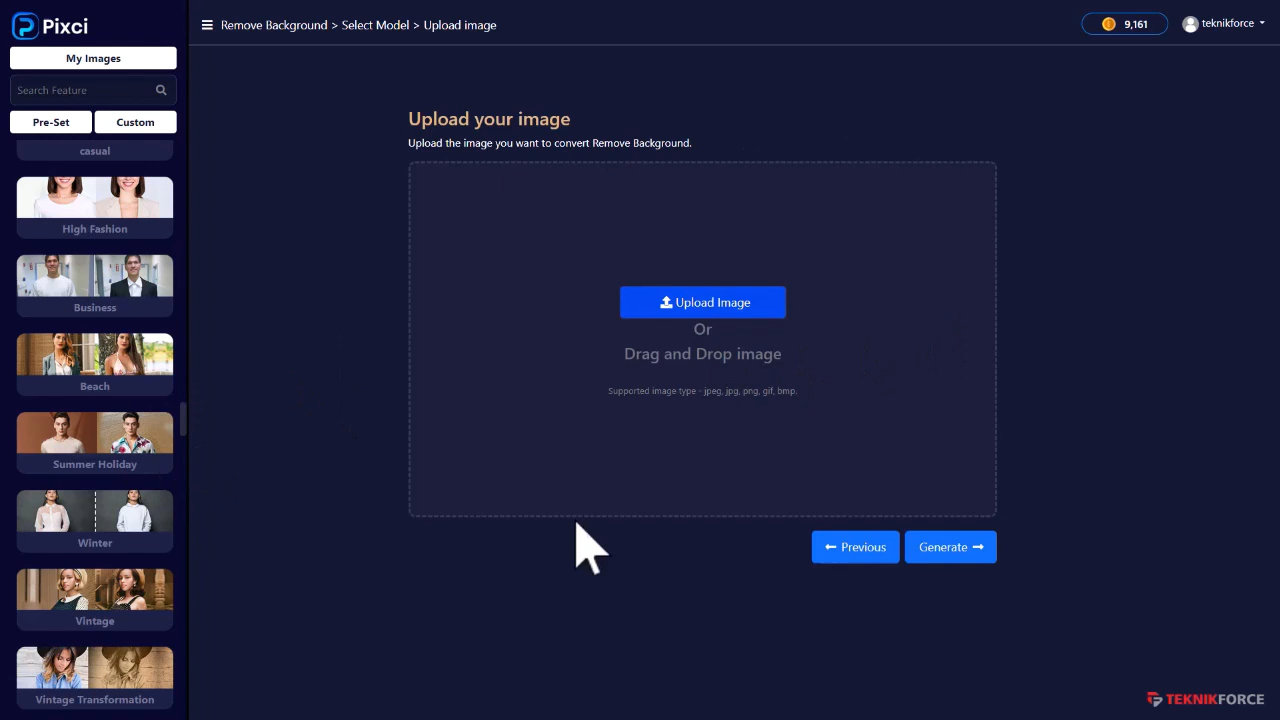 Pixci
My Images
Search Feature
Pre-Set
Custom
casual
High Fashion
Business
Beach
Summer Holiday
Winter
Vintage
Vintage Transformation
Remove Background > Select Model > Upload image
9,161
teknikforce
Upload your image
Upload the image you want to convert Remove Background.
Upload Image
Or
Drag and Drop image
Supported image type - jpeg, jpg, png, gif, bmp.
Previous
Generate
TEKNIKFORCE